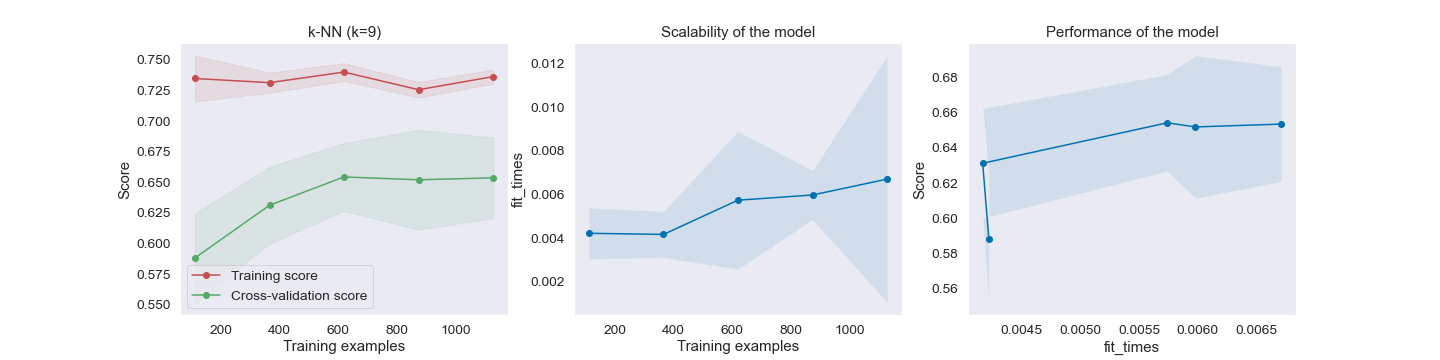 k-NN (k=9)
Score
0.750
0.725
0.700
0.675
0.650
0.625
0.600
0.575
0.550
Training score
Cross-validation score
200 400 600 800 1000
Training examples
Scalability of the model
fit_times
0.012
0.010
0.008
0.006
0.004
0.002
200 400 600 800 1000
Training examples
Performance of the model
Score
0.68
0.66
0.64
0.62
0.60
0.58
0.56
0.0045 0.0050 0.0055 0.0060 0.0065
fit_times